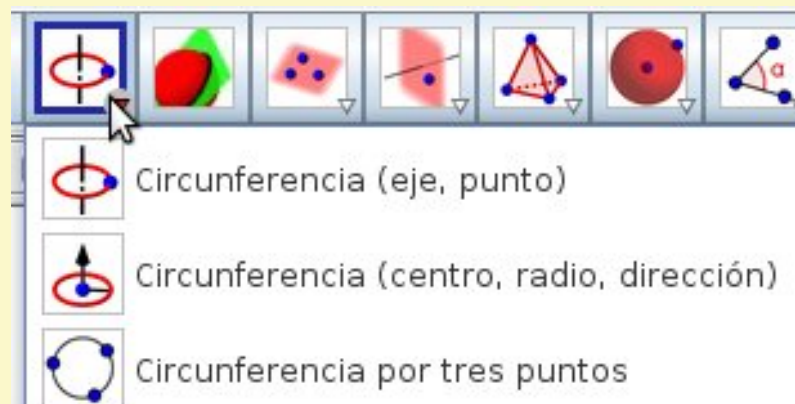 α
Circunferencia (eje, punto)
Circunferencia (centro, radio, dirección)
Circunferencia por tres puntos